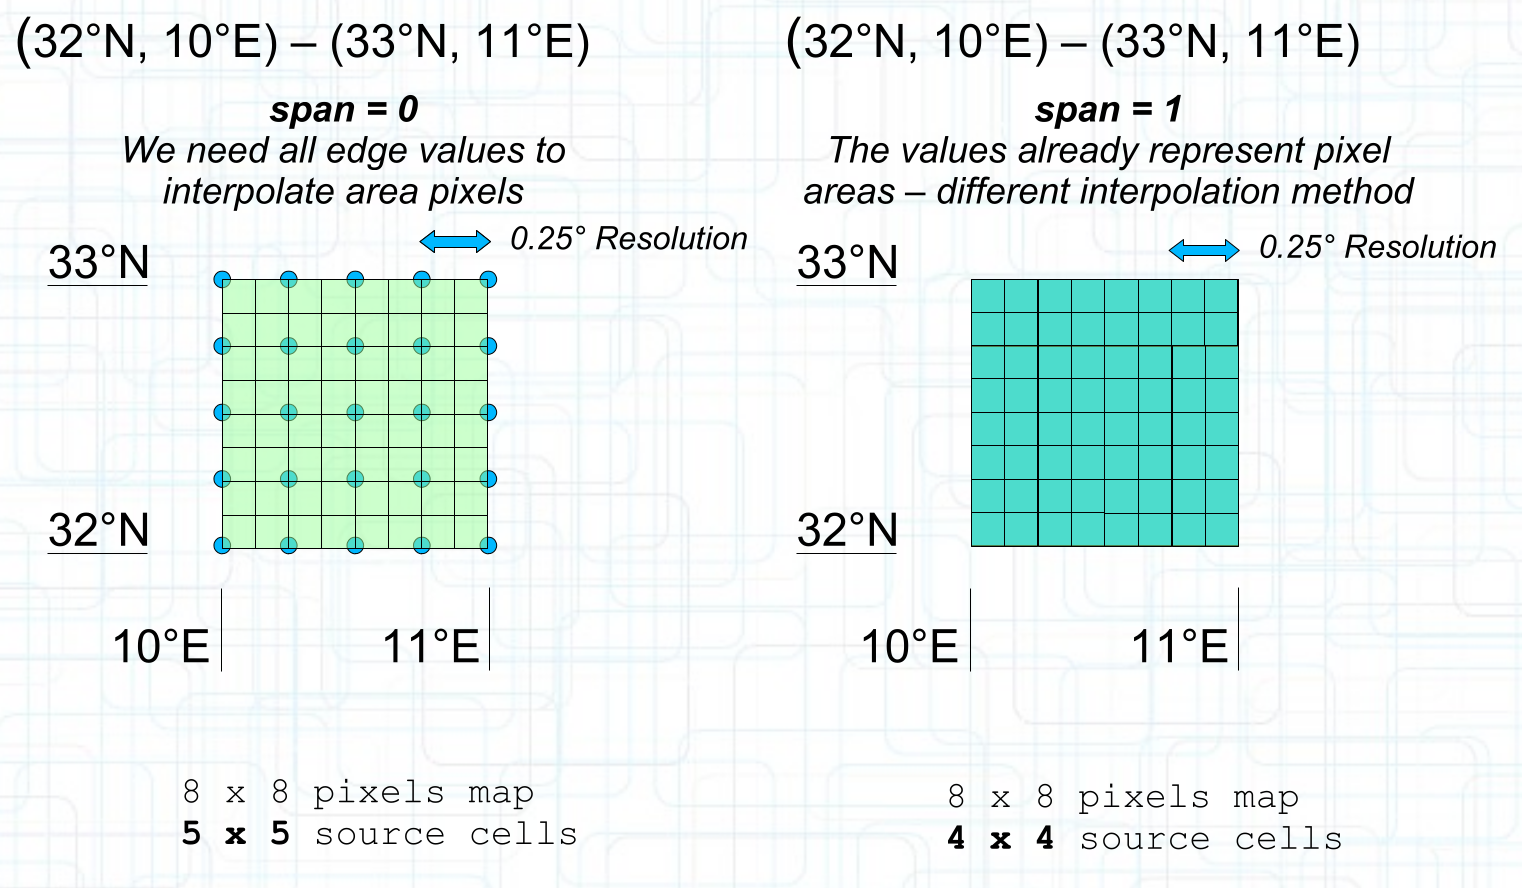 (32°N, 10°E) – (33°N, 11°E)
span = 0
We need all edge values to
interpolate area pixels
0.25° Resolution
33°N
32°N
10°E
11°E
8 x 8 pixels map
5 x 5 source cells
(32°N, 10°E) – (33°N, 11°E)
span = 1
The values already represent pixel
areas – different interpolation method
0.25° Resolution
33°N
32°N
10°E
11°E
8 x 8 pixels map
4 x 4 source cells